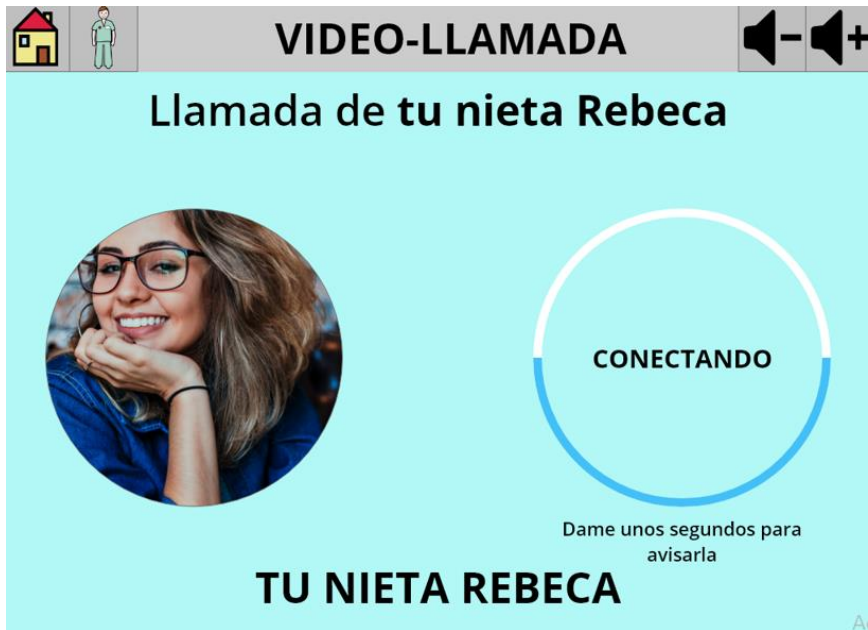 VIDEO-LLAMADA
Llamada de tu nieta Rebeca
CONECTANDO
Dame unos segundos para
avisarla
TU NIETA REBECA